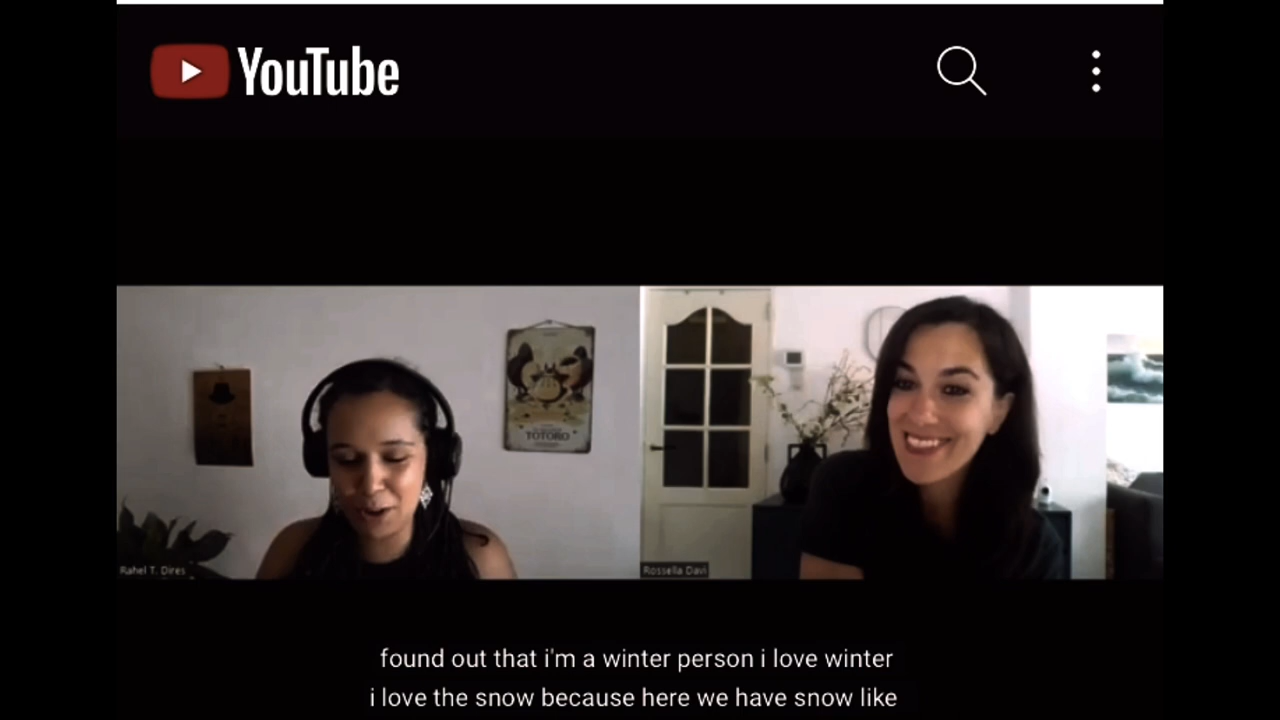 YouTube
TOTORO
Rahel T. Dires
Rossella Davi
found out that i'm a winter person i love winter
i love the snow because here we have snow like